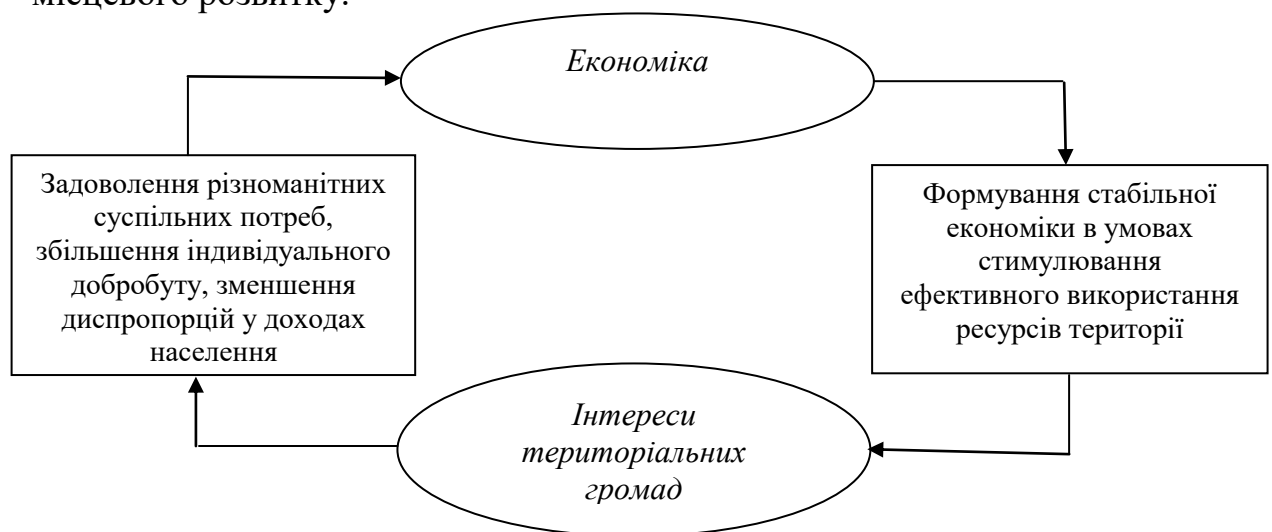 місцевого розвитку.
Економіка
Задоволення різноманітних
суспільних потреб,
збільшення індивідуального
добробуту, зменшення
диспропорцій у доходах
населення
Формування стабільної
економіки в умовах
стимулювання
ефективного використання
ресурсів території
Інтереси
територіальних
громад